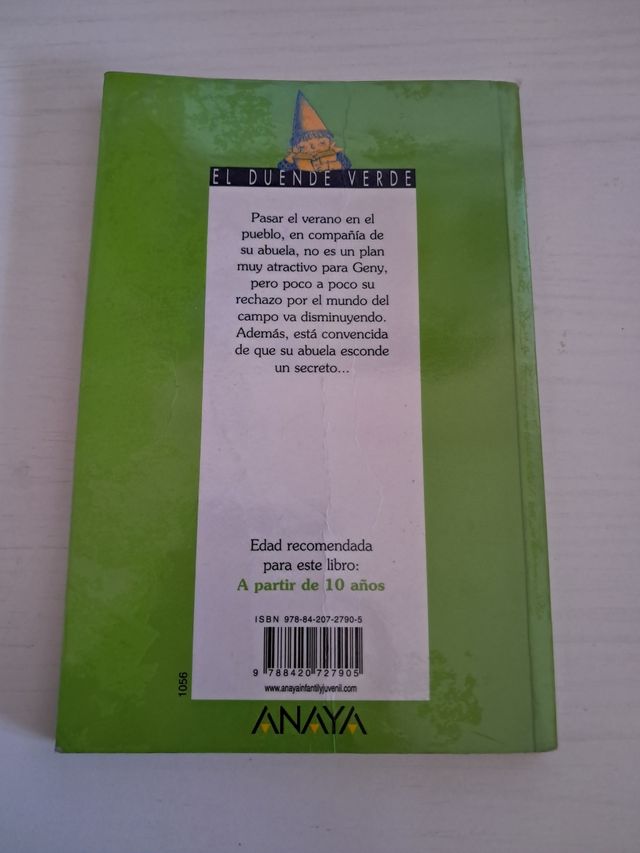 EL DUENDE VERDE
Pasar el verano en el
pueblo, en compañía de
su abuela, no es un plan
muy atractivo para Geny,
pero poco a poco su
rechazo por el mundo del
campo va disminuyendo.
Además, está convencida
de que su abuela esconde
un secreto...
Edad recomendada
para este libro:
A partir de 10 años
ISBN 978-84-207-2790-5
9 788420 727905
www.anayainfantilyjuvenil.com
1056
ANAYA